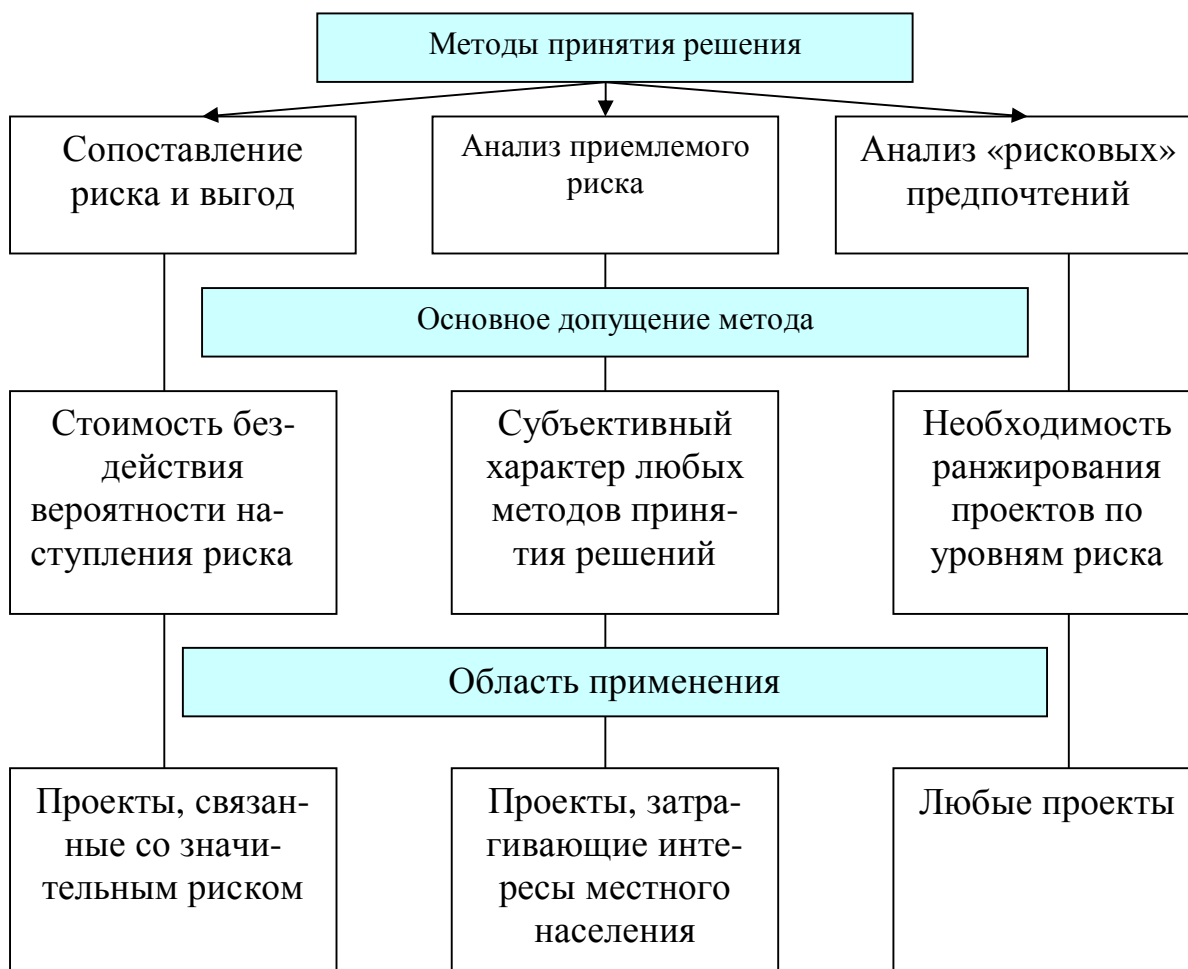 Методы принятия решения
Сопоставление
риска и выгод
Анализ приемлемого
риска
Анализ «рисковых»
предпочтений
Основное допущение метода
Стоимость без-
действия
вероятности на-
ступления риска
Субъективный
характер любых
методов приня-
тия решений
Необходимость
ранжирования
проектов по
уровням риска
Область применения
Проекты, связан-
ные со значи-
тельным риском
Проекты, затра-
гивающие инте-
ресы местного
населения
Любые проекты